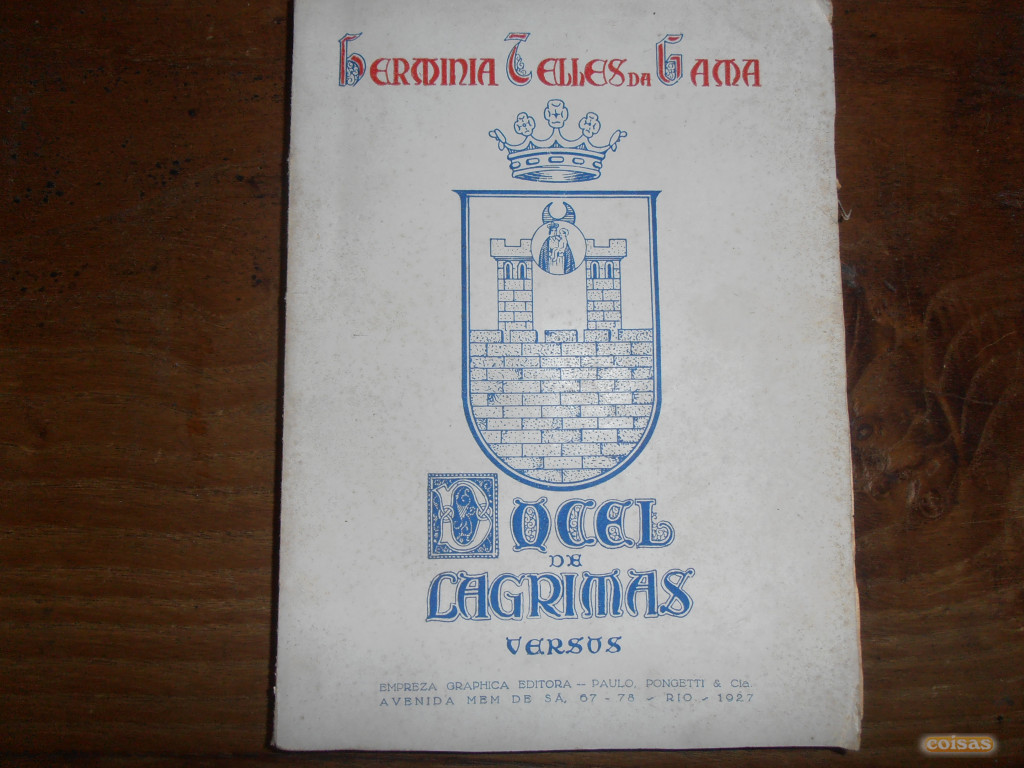 Herminia Telles da Gama
Docel
de
Lagrimas
Versos
EMPREZA GRAPHICA EDITORA — PAULO, PONGETTI & Cia.
AVENIDA MEM DE SÁ, 67 - 78 - RIO - 1927
coisas